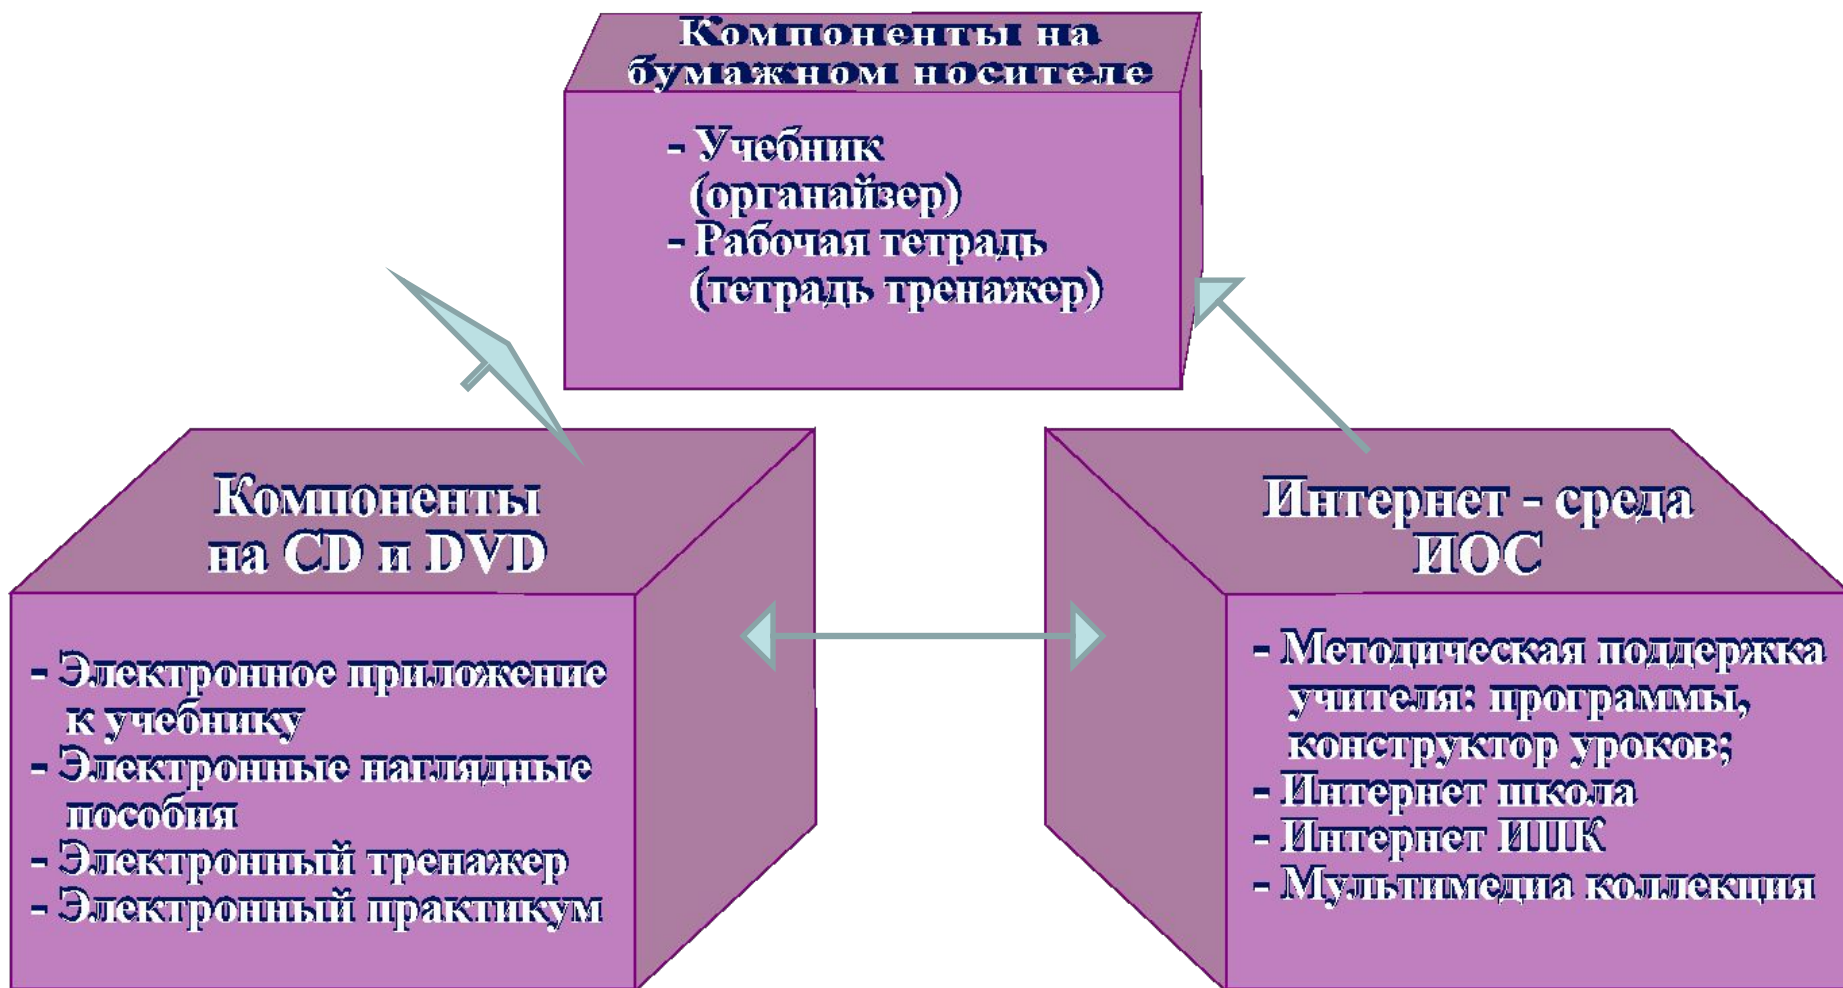 Компоненты на
бумажном носителе
- Учебник
(органайзер)
- Рабочая тетрадь
(тетрадь тренажер)
Компоненты
на CD и DVD
- Электронное приложение
к учебнику
- Электронные наглядные
пособия
- Электронный тренажер
- Электронный практикум
Интернет - среда
ИОС
- Методическая поддержка
учителя: программы,
конструктор уроков;
- Интернет школа
- Интернет ИПК
- Мультимедиа коллекция